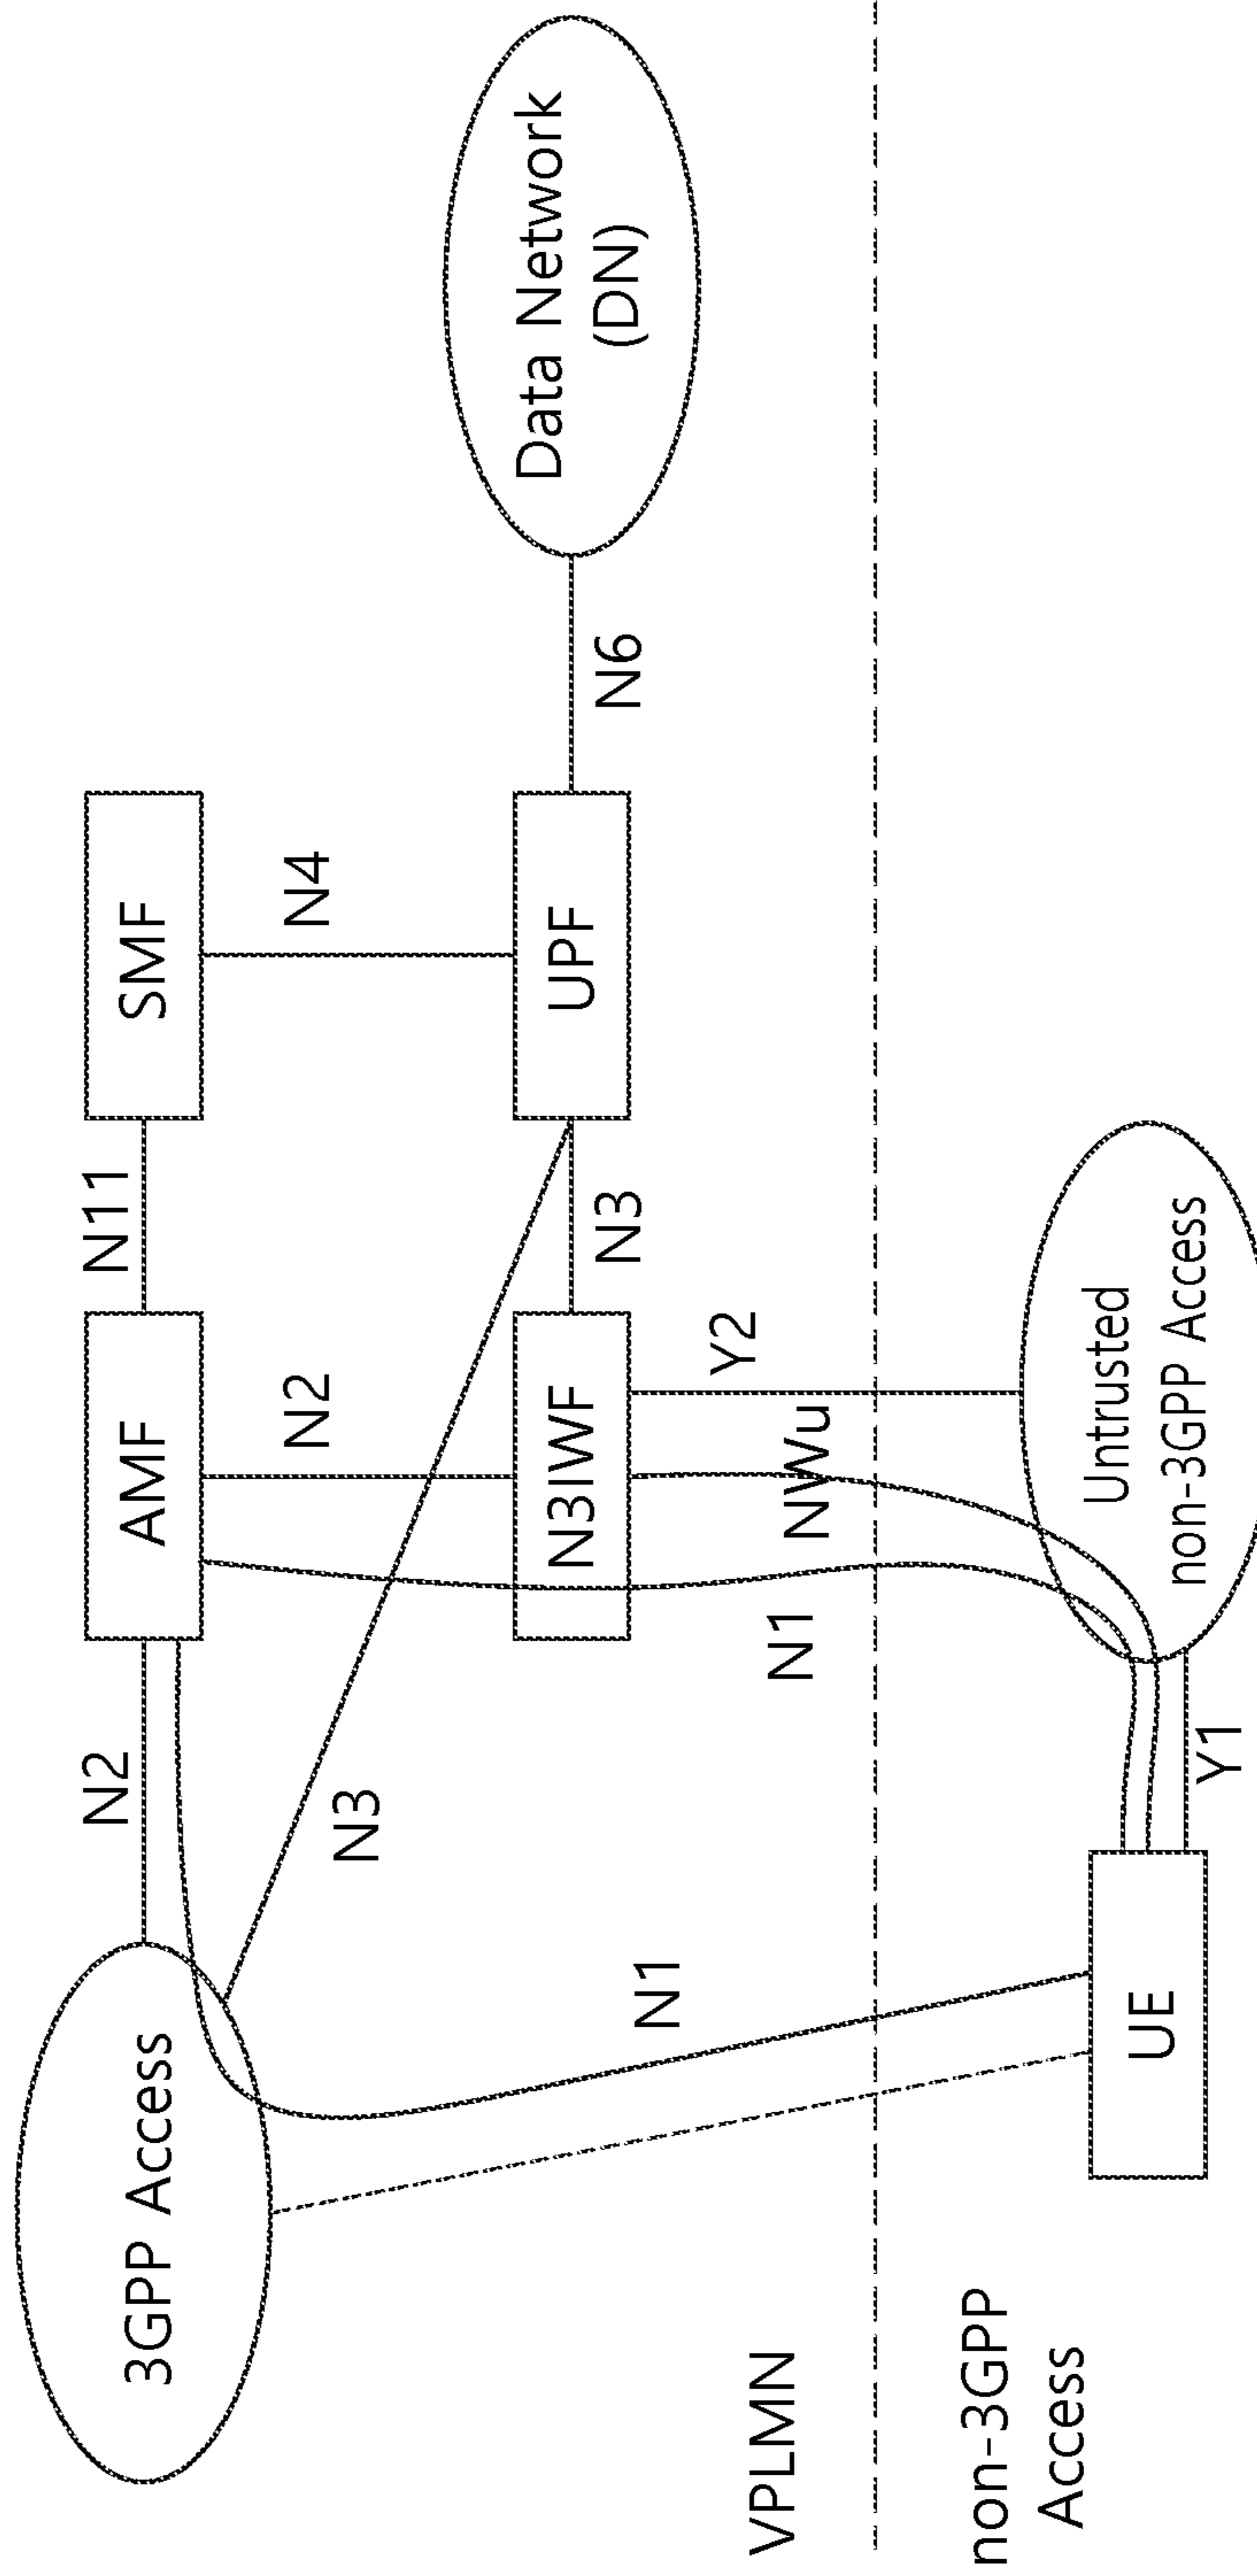 3GPP Access
N2
AMF
N11
SMF
N3
N2
N4
N1
N3IWF
N3
UPF
N6
Data Network
(DN)
VPLMN
N1
NWu
Y2
non-3GPP
Access
UE
Y1
Untrusted
non-3GPP Access